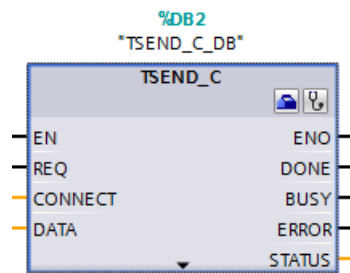 %DB2
"TSEND_C_DB"
TSEND_C
EN ENO
REQ DONE
CONNECT BUSY
DATA ERROR
STATUS